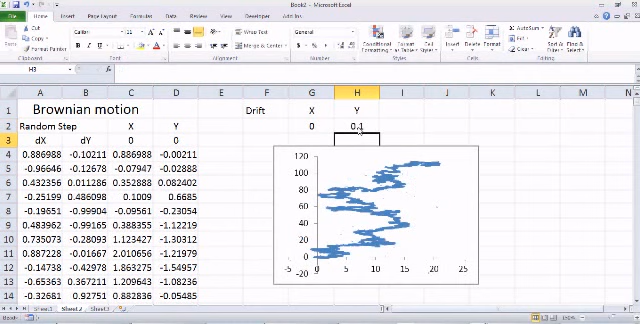 Book2 - Microsoft Excel
File Home Insert Page Layout Formulas Data Review View Developer
Cut
Copy
Format Painter
Clipboard
Calibri 11
Font
Wrap Text
Merge & Center
Alignment
General
Number
Conditional Formatting Format as Table Cell Styles
Styles
Insert Delete Format
Cells
AutoSum
Fill
Clear
Sort & Filter Find & Select
Editing
H3 fx
A B C D E F G H I J K L M N
1 Brownian motion Drift X Y
2 Random Step X Y 0 0.1
3 dX dY 0 0
4 0.886988 -0.10211 0.886988 -0.00211
5 -0.96646 -0.12678 -0.07947 -0.02888
6 0.432356 0.011286 0.352888 0.082402
7 -0.25199 0.486098 0.1009 0.6685
8 -0.19651 -0.99904 -0.09561 -0.23054
9 0.483962 -0.99165 0.388355 -1.12219
10 0.735073 -0.28093 1.123427 -1.30312
11 0.887228 -0.01667 2.010656 -1.21979
12 -0.14738 -0.42978 1.863275 -1.54957
13 -0.65363 0.367211 1.209643 -1.08236
14 -0.32681 0.92751 0.882836 -0.05485
120
100
80
60
40
20
0
-20
-5 0 5 10 15 20 25
Sheet1 Sheet2 Sheet3
Ready